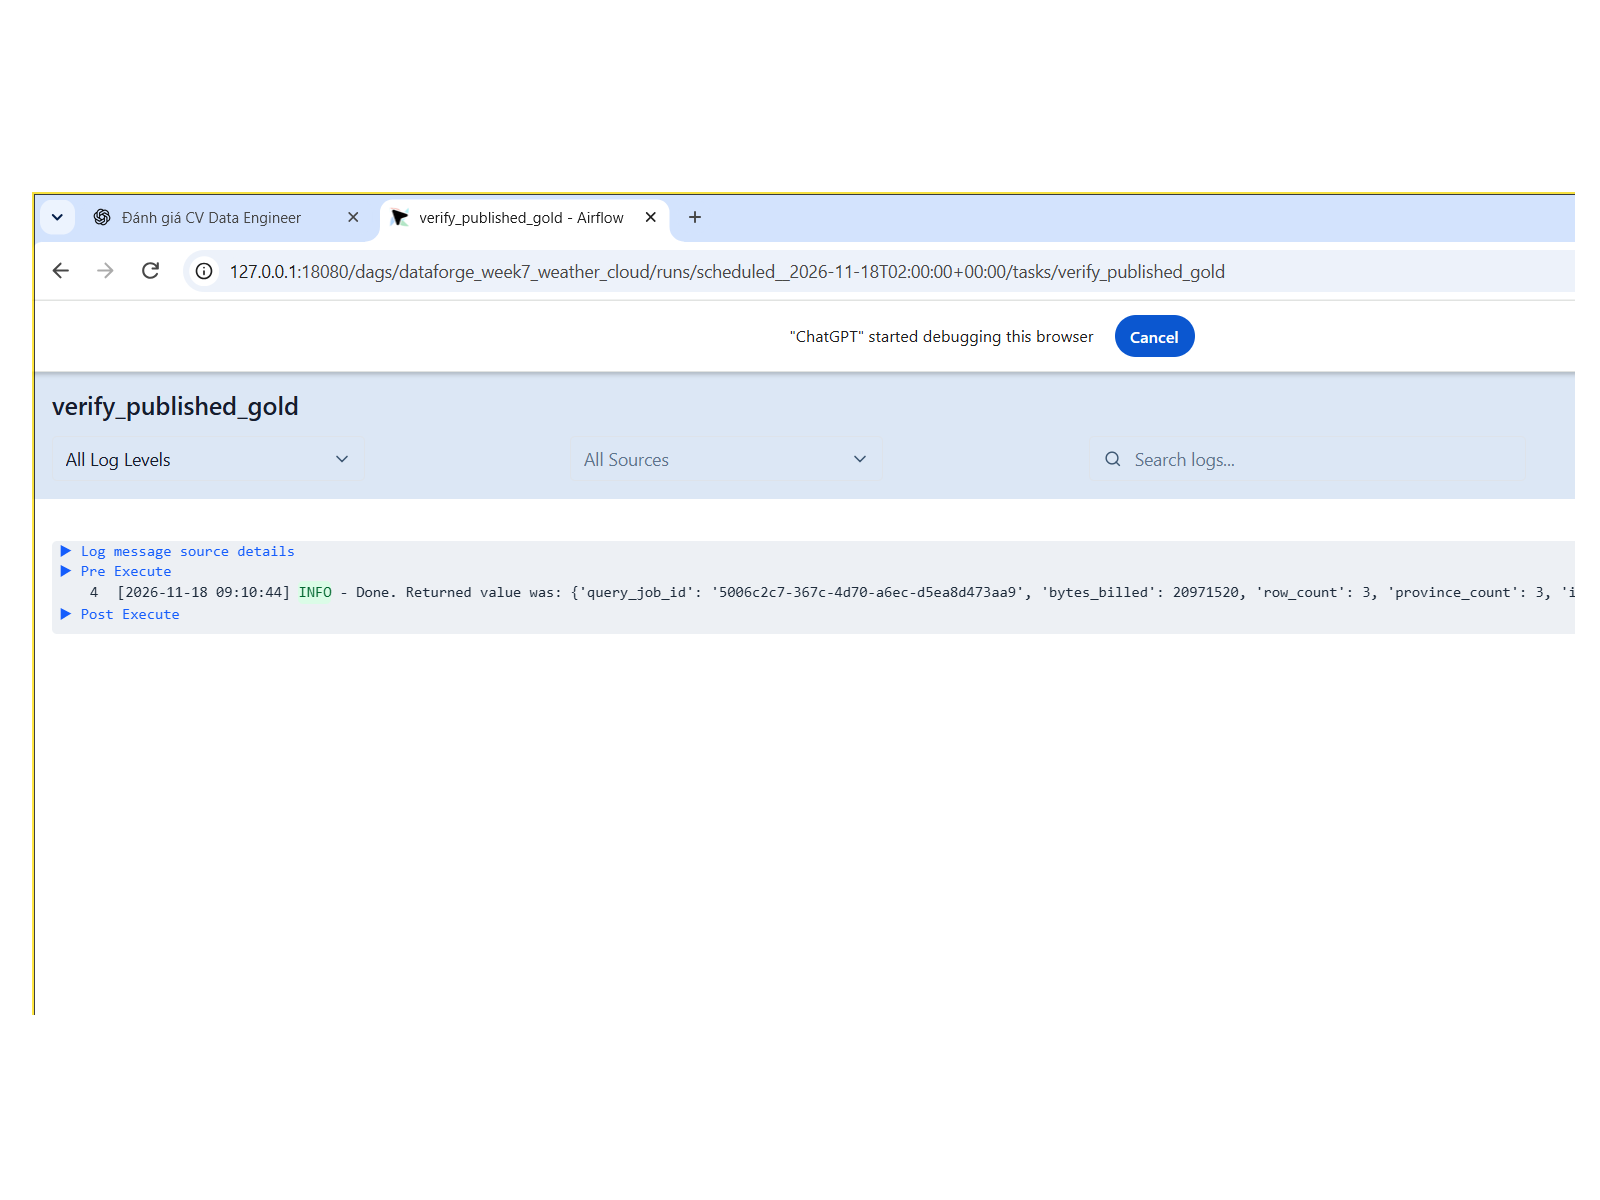 Đánh giá CV Data Engineer
verify_published_gold - Airflow
127.0.0.1:18080/dags/dataforge_week7_weather_cloud/runs/scheduled__2026-11-18T02:00:00+00:00/tasks/verify_published_gold
"ChatGPT" started debugging this browser
Cancel
verify_published_gold
All Log Levels
All Sources
Search logs...
Log message source details
Pre Execute
4 [2026-11-18 09:10:44] INFO - Done. Returned value was: {'query_job_id': '5006c2c7-367c-4d70-a6ec-d5ea8d473aa9', 'bytes_billed': 20971520, 'row_count': 3, 'province_count': 3, 'i
Post Execute